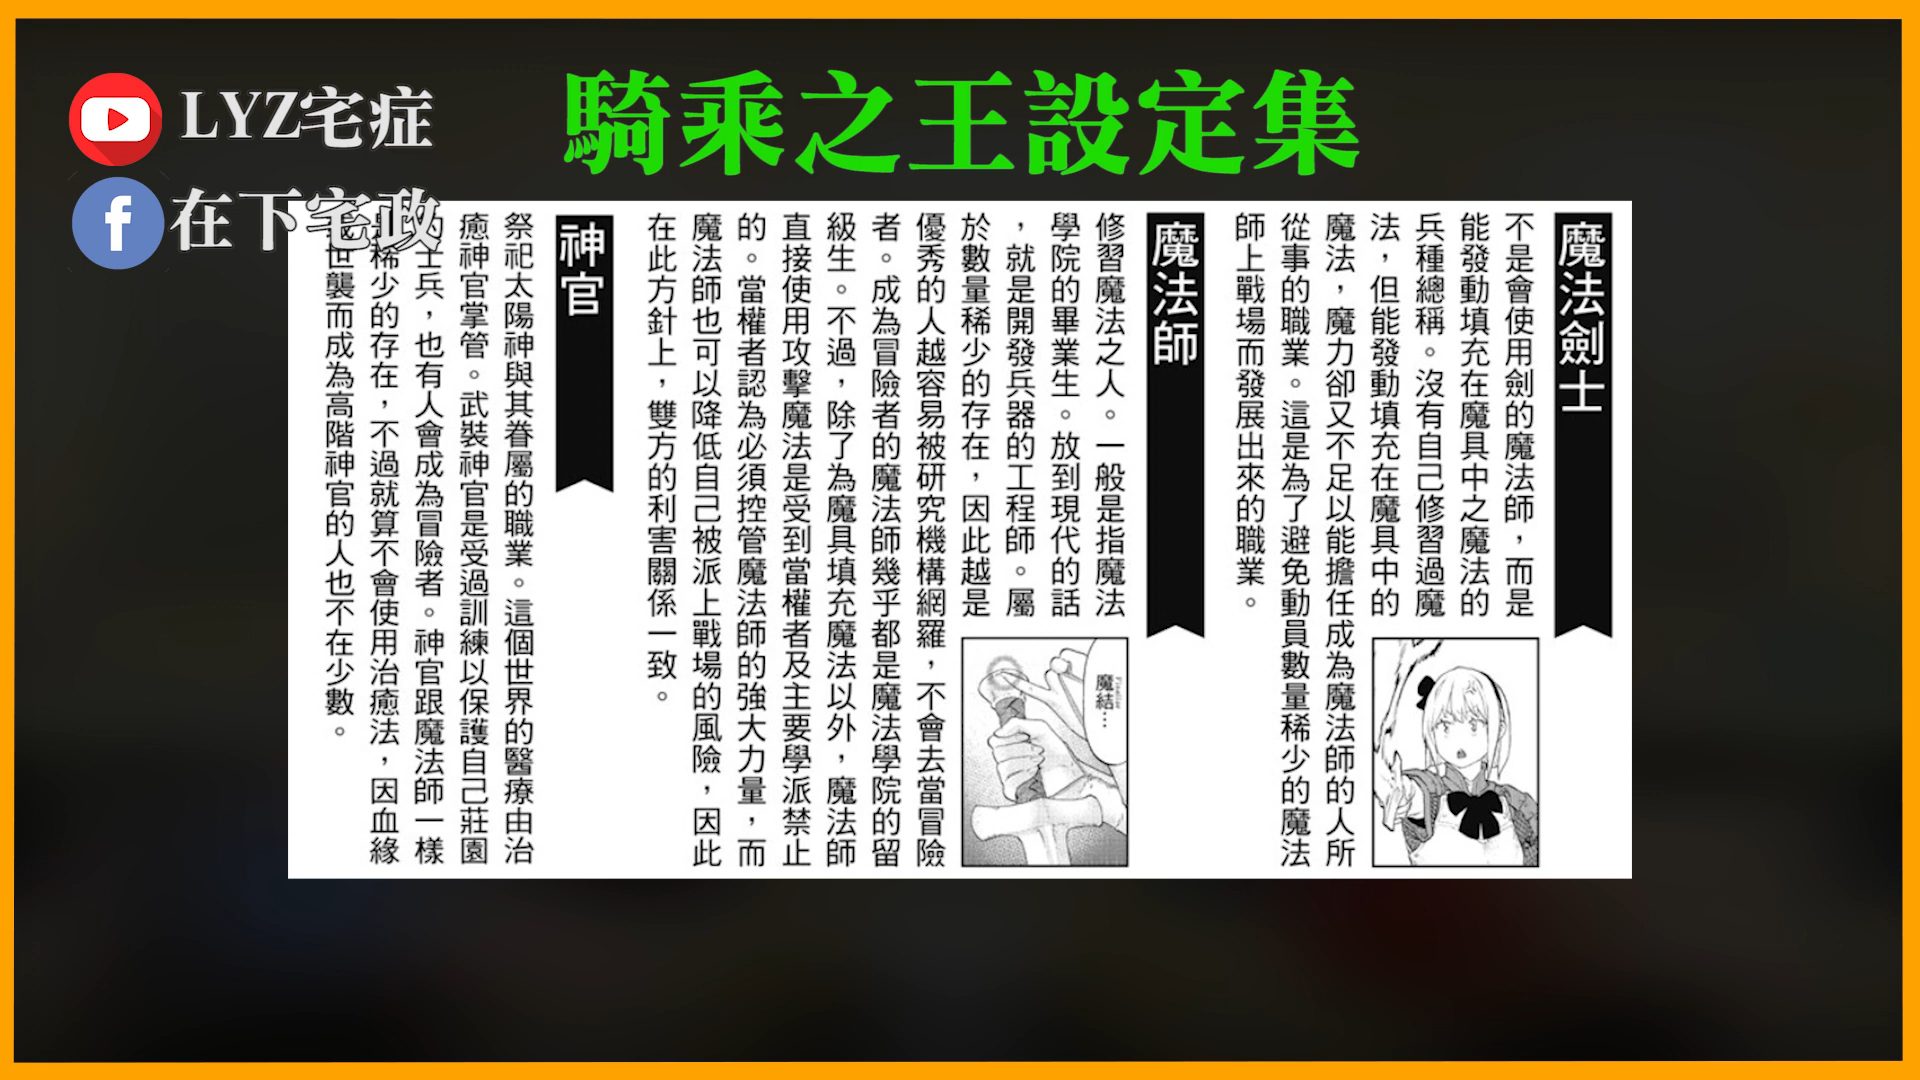 LYZ宅症
在下宅政
騎乘之王設定集
魔法劍士
不是會使用劍的魔法師，而是
能發動填充在魔具中之魔法的
兵種總稱。沒有自己修習過魔
法，但能發動填充在魔具中的
魔法，魔力卻又不足以能擔任成為魔法師的人所
從事的職業。這是為了避免動員數量稀少的魔法
師上戰場而發展出來的職業。
魔法師
修習魔法之人。一般是指魔法
學院的畢業生。放到現代的話
，就是開發兵器的工程師。屬
於數量稀少的存在，因此越是
優秀的人越容易被研究機構網羅，不會去當冒險
者。成為冒險者的魔法師幾乎都是魔法學院的留
級生。不過，除了為魔具填充魔法以外，魔法師
直接使用攻擊魔法是受到當權者及主要學派禁止
的。當權者認為必須控管魔法師的強大力量，而
魔法師也可以降低自己被派上戰場的風險，因此
在此方針上，雙方的利害關係一致。
魔結…
神官
祭祀太陽神與其眷屬的職業。這個世界的醫療由治
癒神官掌管。武裝神官是受過訓練以保護自己莊園
士兵，也有人會成為冒險者。神官跟魔法師一樣
稀少的存在，不過就算不會使用治癒法，因血緣
世襲而成為高階神官的人也不在少數。